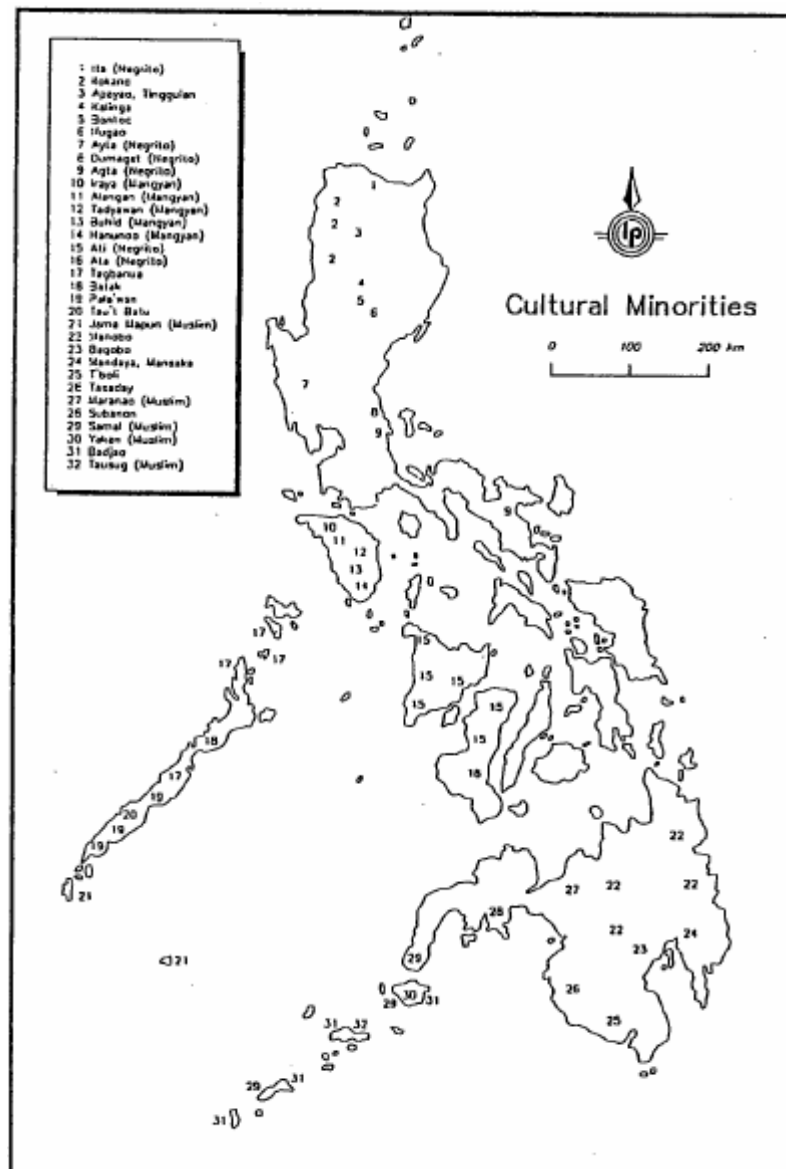 1 Ita (Negrito)
2 Ilokano
3 Apayao, Tingguian
4 Kalinga
5 Bontoc
6 Ifugao
7 Ayta (Negrito)
8 Dumagat (Negrito)
9 Agta (Negrito)
10 Iraya (Mangyan)
11 Alangan (Mangyan)
12 Tadyawan (Mangyan)
13 Buhid (Mangyan)
14 Hanunoo (Mangyan)
15 Ati (Negrito)
16 Ata (Negrito)
17 Tagbanua
18 Batak
19 Pala'wan
20 Tau't Batu
21 Jama Mapun (Muslim)
22 Manobo
23 Bagobo
24 Mandaya, Mansaka
25 T'boli
26 Tasaday
27 Maranao (Muslim)
28 Subanon
29 Samal (Muslim)
30 Yakan (Muslim)
31 Badjao
32 Tausug (Muslim)
IP
Cultural Minorities
0 100 200 km
1
2
2
3
2
4
5
6
7
8
9
9
10
11
12
13
14
17
15
17
17
15
15
15
15
18
15
17
16
19
20
19
22
19
21
27
22
22
28
22
24
23
29
21
26
30
29
31
25
31
32
29
31
31